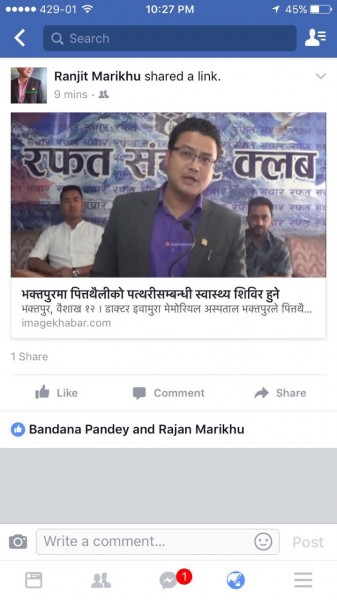 429-01
10:27 PM
45%
Search
Ranjit Marikhu shared a link.
9 mins
रफत संचार क्लब
भक्तपुरमा पित्तथैलीको पत्थरीसम्बन्धी स्वास्थ्य शिविर हुने
भक्तपुर, वैशाख १२ । डाक्टर इवामुरा मेमोरियल अस्पताल भक्तपुरले पित्तथै...
imagekhabar.com
1 Share
Like
Comment
Share
Bandana Pandey and Rajan Marikhu
Write a comment...
Post
1